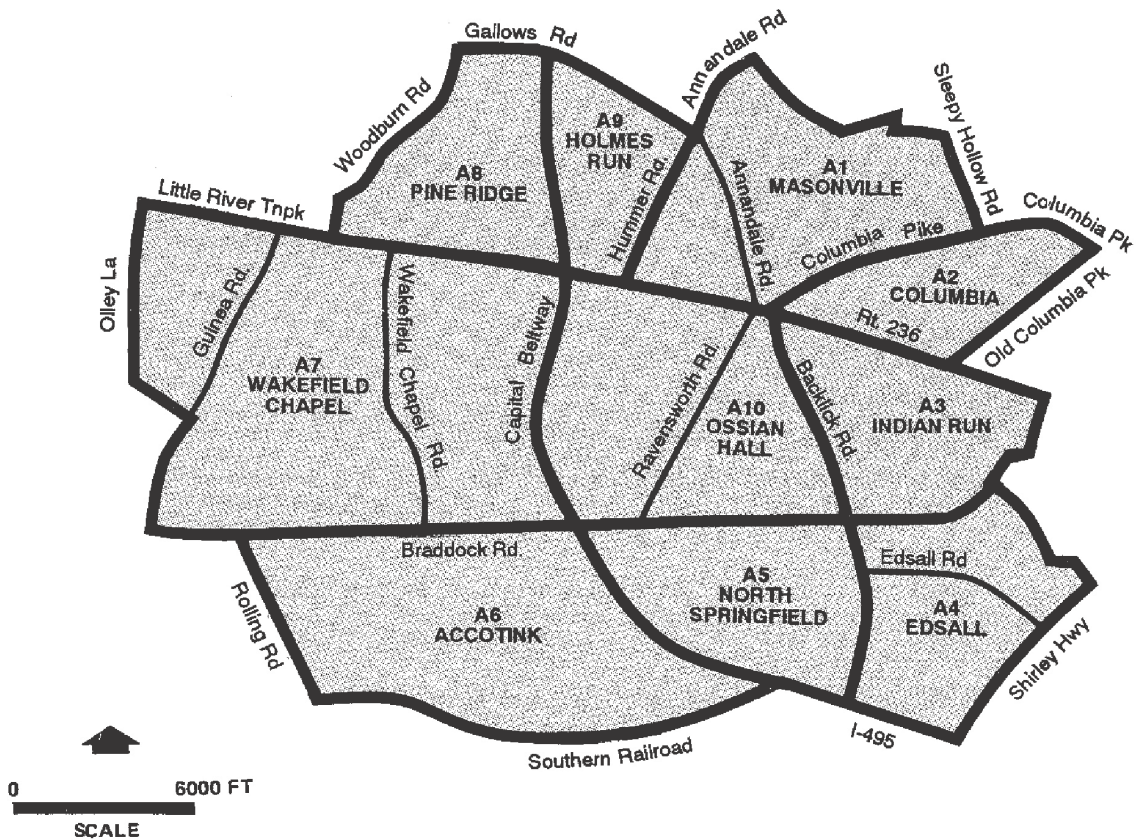 Gallows Rd
Annandale Rd
Woodburn Rd
Sleepy Hollow Rd
A9
HOLMES
RUN
A8
PINE RIDGE
A1
MASONVILLE
Hummer Rd.
Annandale Rd
Little River Tnpk
Columbia Pike
Columbia Pk
A2
COLUMBIA
Rt. 236
Old Columbia Pk
Olley La
Guinea Rd.
Wakefield Chapel Rd.
Capital Beltway
A7
WAKEFIELD
CHAPEL
Ravensworth Rd.
Backlick Rd.
A10
OSSIAN
HALL
A3
INDIAN RUN
Braddock Rd.
Edsall Rd
Rolling Rd
A6
ACCOTINK
A5
NORTH
SPRINGFIELD
A4
EDSALL
Shirley Hwy
I-495
Southern Railroad
0 6000 FT
SCALE